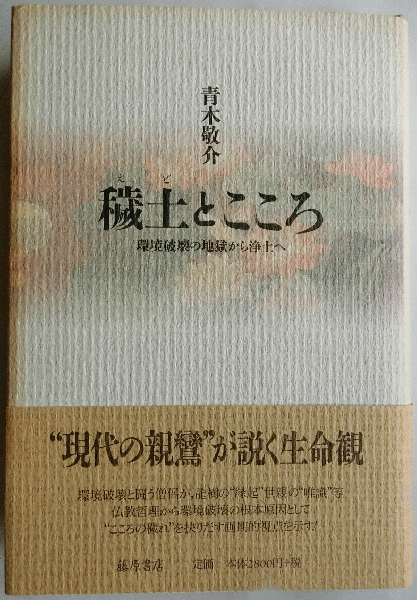 青木敬介
えど
穢土とこころ
環境破壊の地獄から浄土へ
“現代の親鸞”が説く生命観
環境破壊と闘う僧侶が、龍樹の“縁起”世親の“唯識”等
仏教哲理から環境破壊の根本原因として
“こころの穢れ”を抉りだす画期的視点を示す!
藤原書店 定価 本体2800円+税